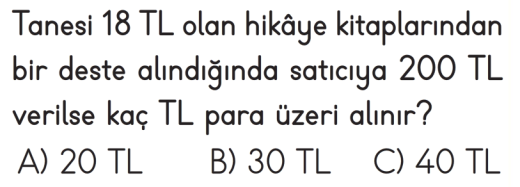 Tanesi 18 TL olan hikâye kitaplarından
bir deste alındığında satıcıya 200 TL
verilse kaç TL para üzeri alınır?
A) 20 TL B) 30 TL C) 40 TL